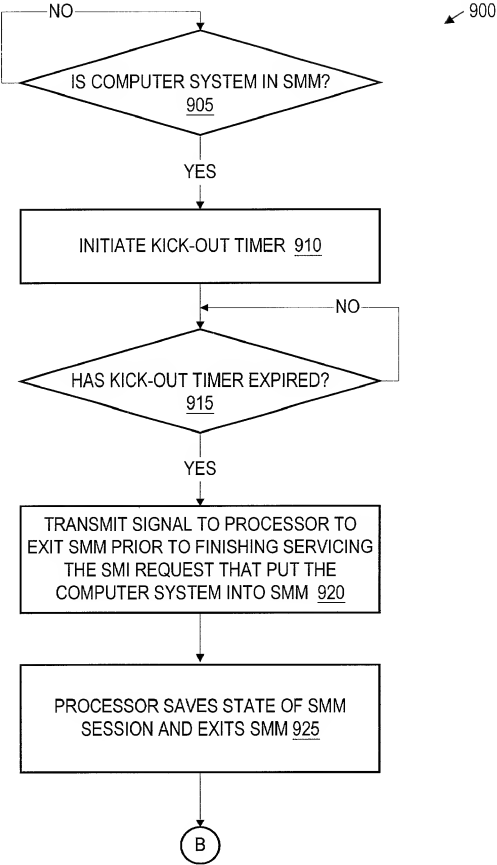 NO
900
IS COMPUTER SYSTEM IN SMM?
905
YES
INITIATE KICK-OUT TIMER 910
NO
HAS KICK-OUT TIMER EXPIRED?
915
YES
TRANSMIT SIGNAL TO PROCESSOR TO
EXIT SMM PRIOR TO FINISHING SERVICING
THE SMI REQUEST THAT PUT THE
COMPUTER SYSTEM INTO SMM 920
PROCESSOR SAVES STATE OF SMM
SESSION AND EXITS SMM 925
B